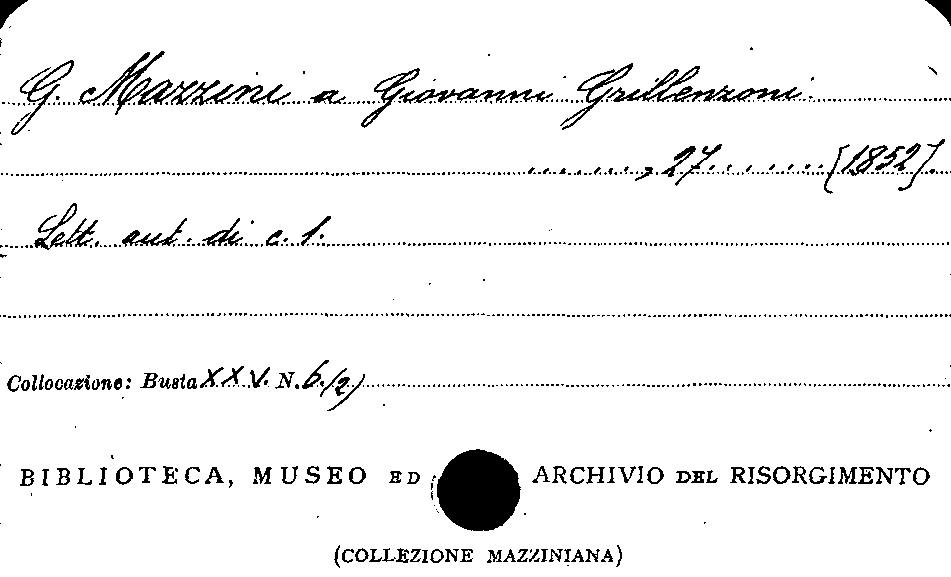 G. Mazzini a Giovanni Grillenzoni.
........, 27........ [1852].
Lett. aut. di c. 1.
Collocazione: Busta XXV. N. 6./2)
BIBLIOTECA, MUSEO ED ARCHIVIO DEL RISORGIMENTO
(COLLEZIONE MAZZINIANA)